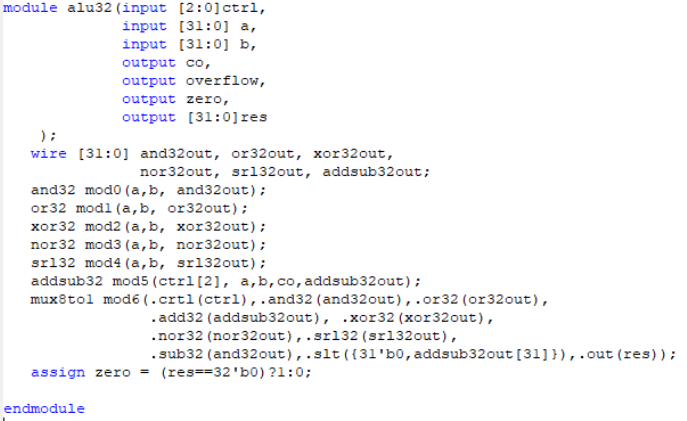 module alu32(input [2:0]ctrl,
input [31:0] a,
input [31:0] b,
output co,
output overflow,
output zero,
output [31:0]res
);
wire [31:0] and32out, or32out, xor32out,
nor32out, srl32out, addsub32out;
and32 mod0(a,b, and32out);
or32 mod1(a,b, or32out);
xor32 mod2(a,b, xor32out);
nor32 mod3(a,b, nor32out);
srl32 mod4(a,b, srl32out);
addsub32 mod5(ctrl[2], a,b,co,addsub32out);
mux8to1 mod6(.crtl(ctrl),.and32(and32out),.or32(or32out),
.add32(addsub32out), .xor32(xor32out),
.nor32(nor32out),.srl32(srl32out),
.sub32(and32out),.slt({31'b0,addsub32out[31]}),.out(res));
assign zero = (res==32'b0)?1:0;
endmodule